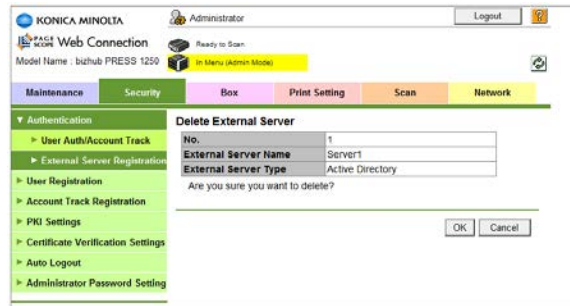 KONICA MINOLTA
Administrator
Logout
?
PAGE SCOPE Web Connection
Ready to Scan
Model Name : bizhub PRESS 1250
In Menu (Admin Mode)
Maintenance
Security
Box
Print Setting
Scan
Network
▼ Authentication
User Auth/Account Track
External Server Registration
User Registration
Account Track Registration
PKI Settings
Certificate Verification Settings
Auto Logout
Administrator Password Setting
Delete External Server
No. 1
External Server Name Server1
External Server Type Active Directory
Are you sure you want to delete?
OK Cancel